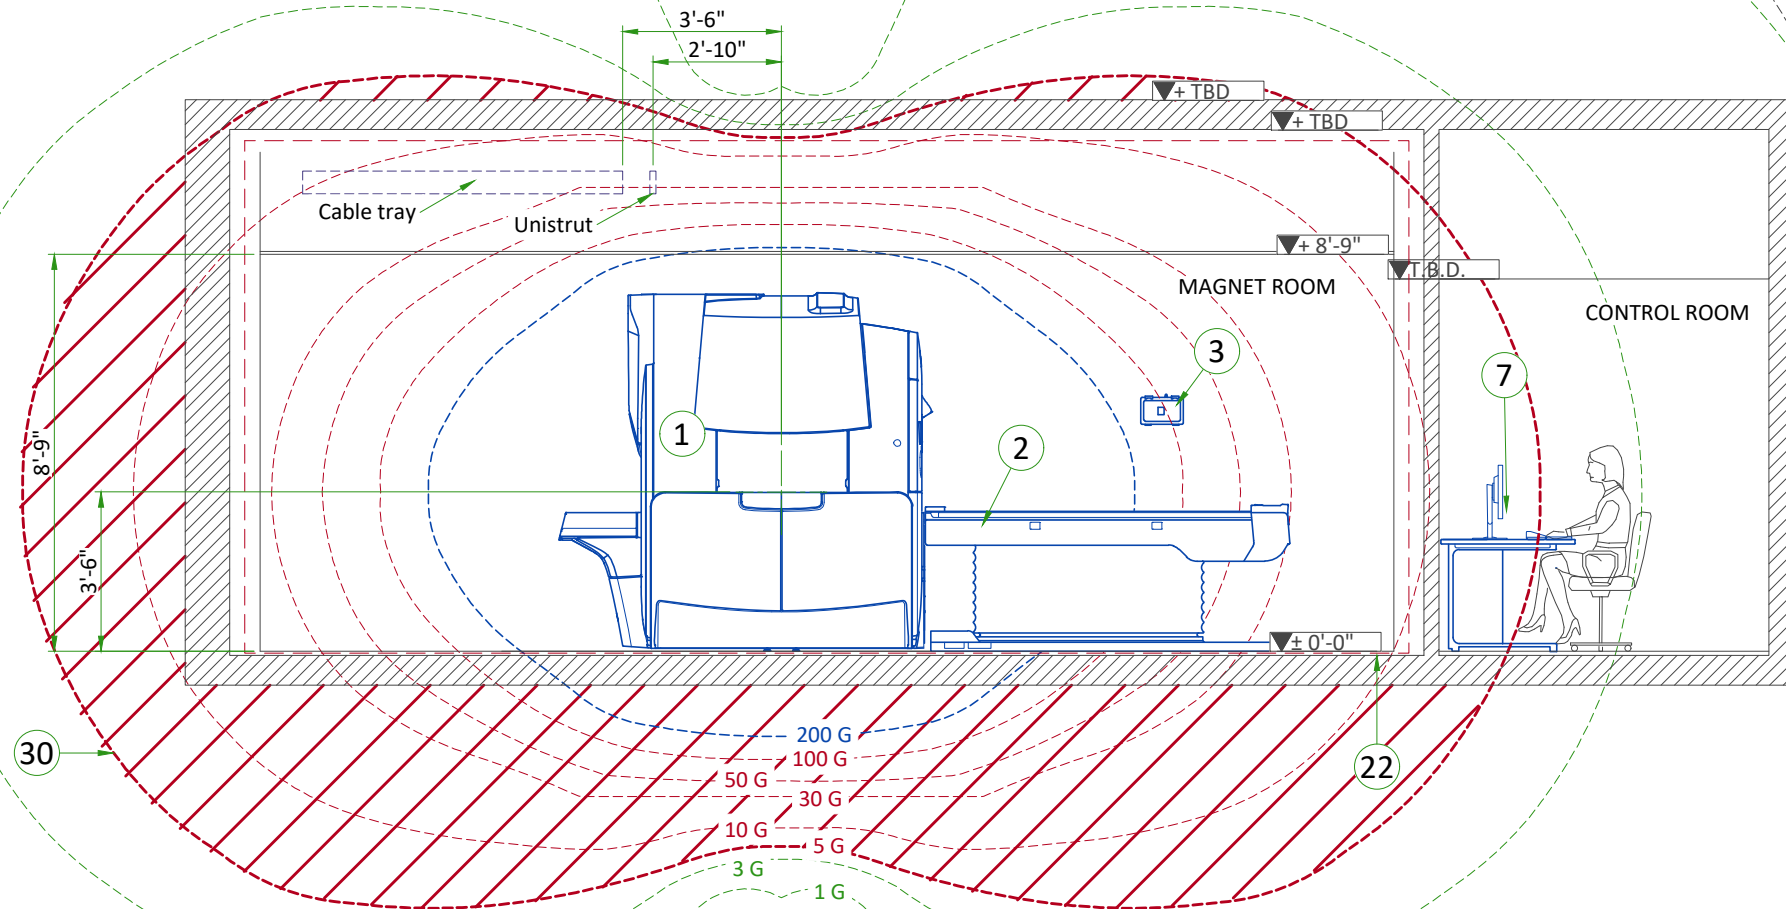 3'-6"
2'-10"
+ TBD
+ TBD
Cable tray
Unistrut
+ 8'-9"
T.B.D.
MAGNET ROOM
CONTROL ROOM
3
7
1
2
8'-9"
3'-6"
± 0'-0"
30
22
200 G
100 G
50 G
30 G
10 G
5 G
3 G
1 G